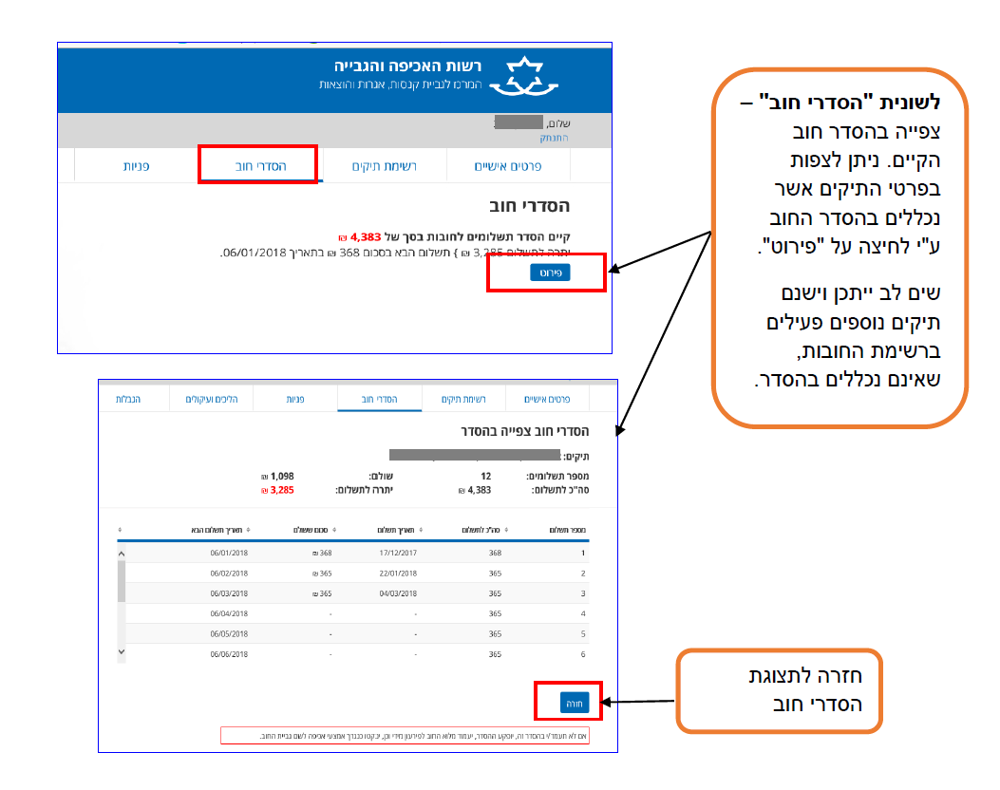 רשות האכיפה והגבייה
המרכז לגביית קנסות, אגרות והוצאות
שלום,
התנתק
פרטים אישיים רשימת תיקים הסדרי חוב פניות
הסדרי חוב
קיים הסדר תשלומים לחובות בסך של 4,383 ₪
יתרה לתשלום 3,285 ₪ } תשלום הבא בסכום 368 ₪ בתאריך 06/01/2018.
פירוט
לשונית "הסדרי חוב" –
צפייה בהסדר חוב
הקיים. ניתן לצפות
בפרטי התיקים אשר
נכללים בהסדר החוב
ע"י לחיצה על "פירוט".
שים לב ייתכן וישנם
תיקים נוספים פעילים
ברשימת החובות,
שאינם נכללים בהסדר.
פרטים אישיים רשימת תיקים הסדרי חוב פניות הליכים ועיקולים הגבלות
הסדרי חוב צפייה בהסדר
תיקים:
מספר תשלומים: 12 שולם: 1,098 ₪
סה"כ לתשלום: 4,383 ₪ יתרה לתשלום: 3,285 ₪
מספר תשלום סה"כ לתשלום תאריך תשלום סכום ששולם תאריך תשלום הבא
1 368 17/12/2017 368 ₪ 06/01/2018
2 365 22/01/2018 365 ₪ 06/02/2018
3 365 04/03/2018 365 ₪ 06/03/2018
4 365 - - 06/04/2018
5 365 - - 06/05/2018
6 365 - - 06/06/2018
חזרה
אם לא תעמוד/י בהסדר זה, יופקע ההסדר, יעמוד מלוא החוב לפירעון מידי וכן, ינקטו כנגדך אמצעי אכיפה לשם גביית החוב.
חזרה לתצוגת
הסדרי חוב